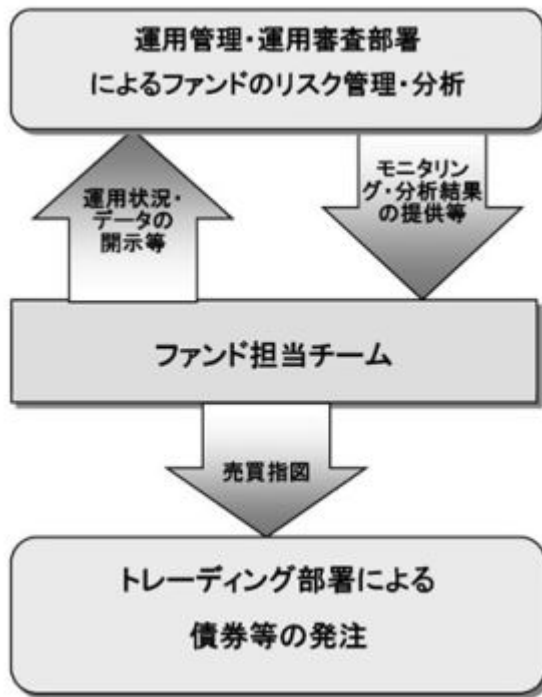 運用管理・運用審査部署
によるファンドのリスク管理・分析
運用状況・
データの
開示等
モニタリン
グ・分析結果
の提供等
ファンド担当チーム
売買指図
トレーディング部署による
債券等の発注